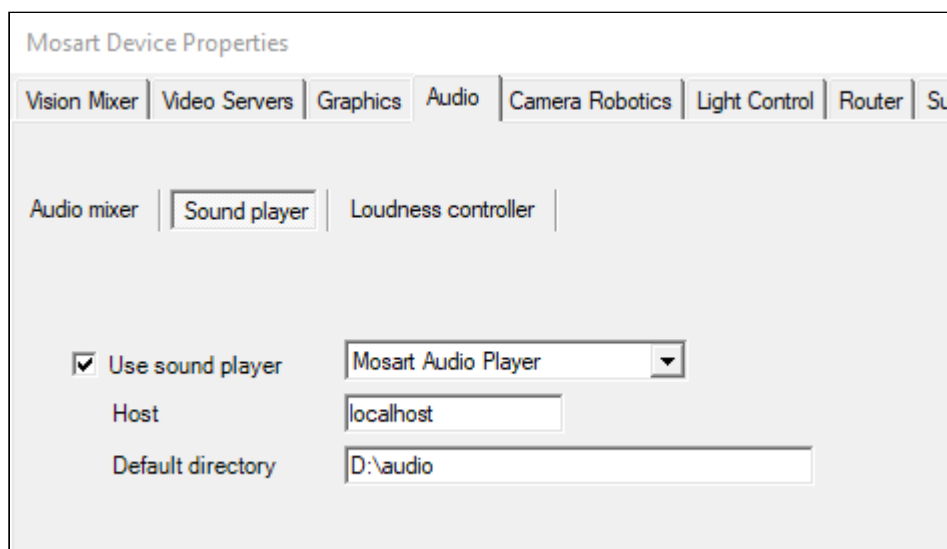 Mosart Device Properties
Vision Mixer Video Servers Graphics Audio Camera Robotics Light Control Router
Audio mixer Sound player Loudness controller
Use sound player Mosart Audio Player
Host localhost
Default directory D:\audio